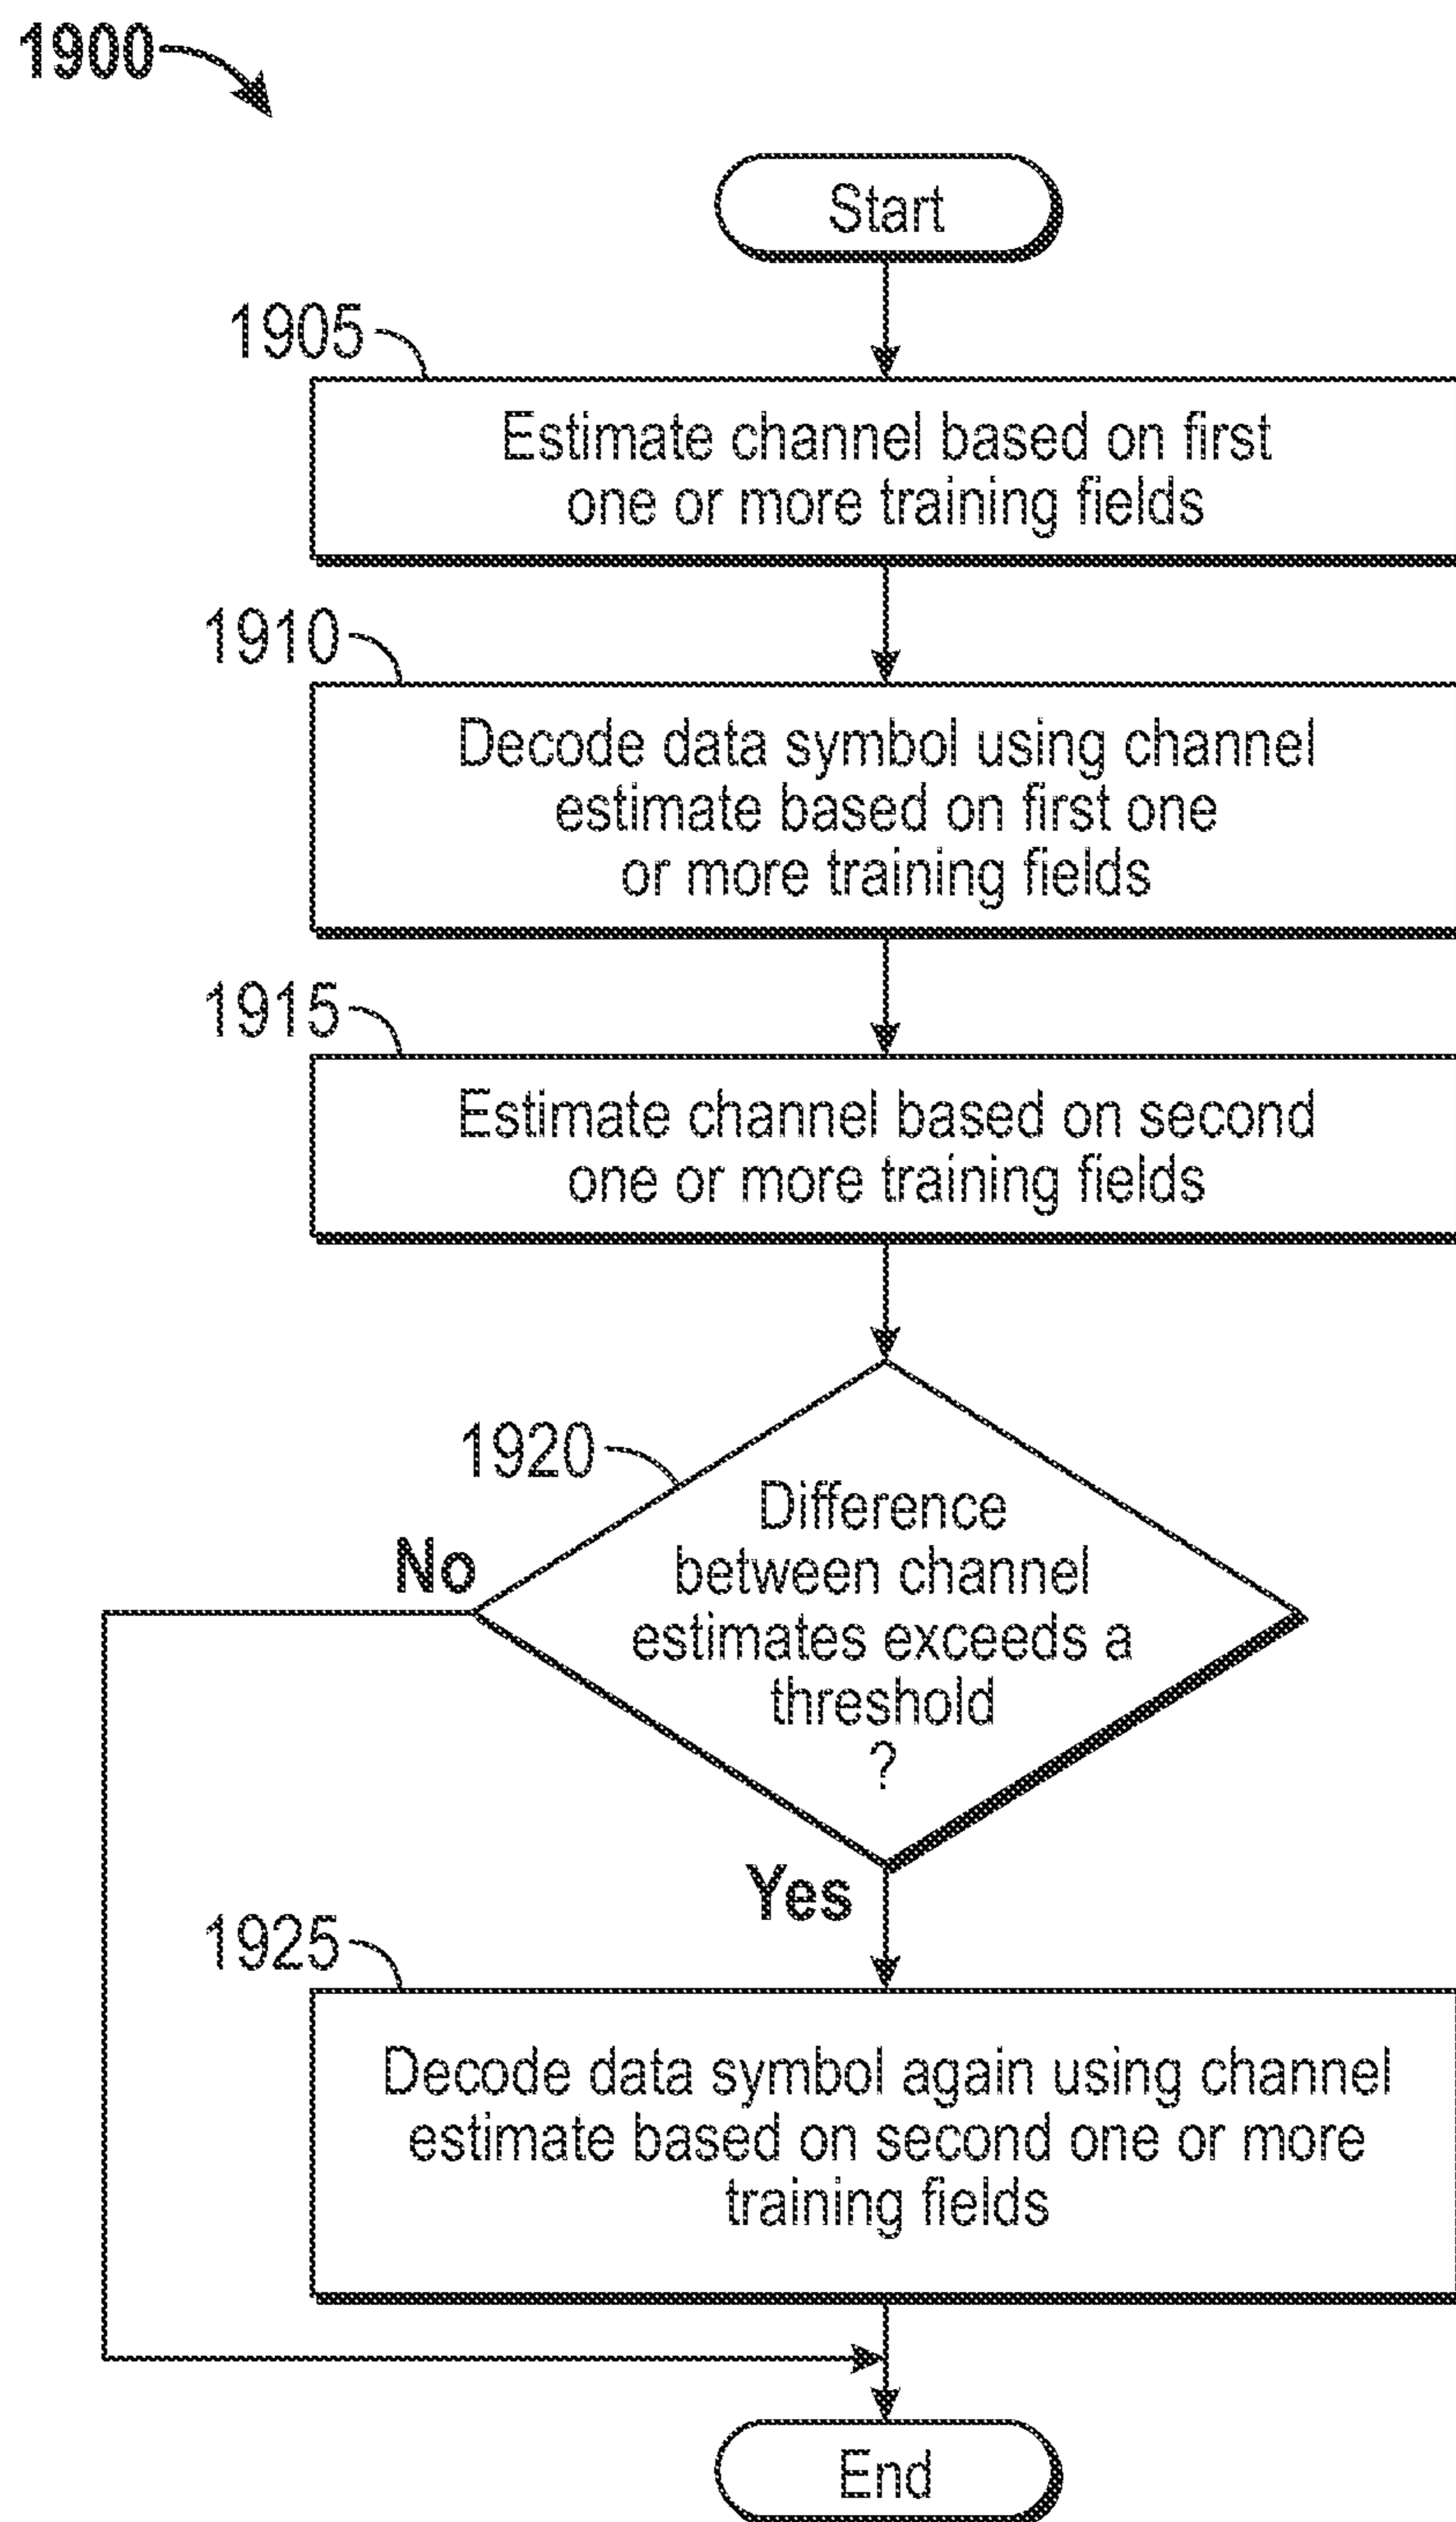 1900
Start
1905
Estimate channel based on first
one or more training fields
1910
Decode data symbol using channel
estimate based on first one
or more training fields
1915
Estimate channel based on second
one or more training fields
1920
Difference
between channel
estimates exceeds a
threshold
?
No
Yes
1925
Decode data symbol again using channel
estimate based on second one or more
training fields
End